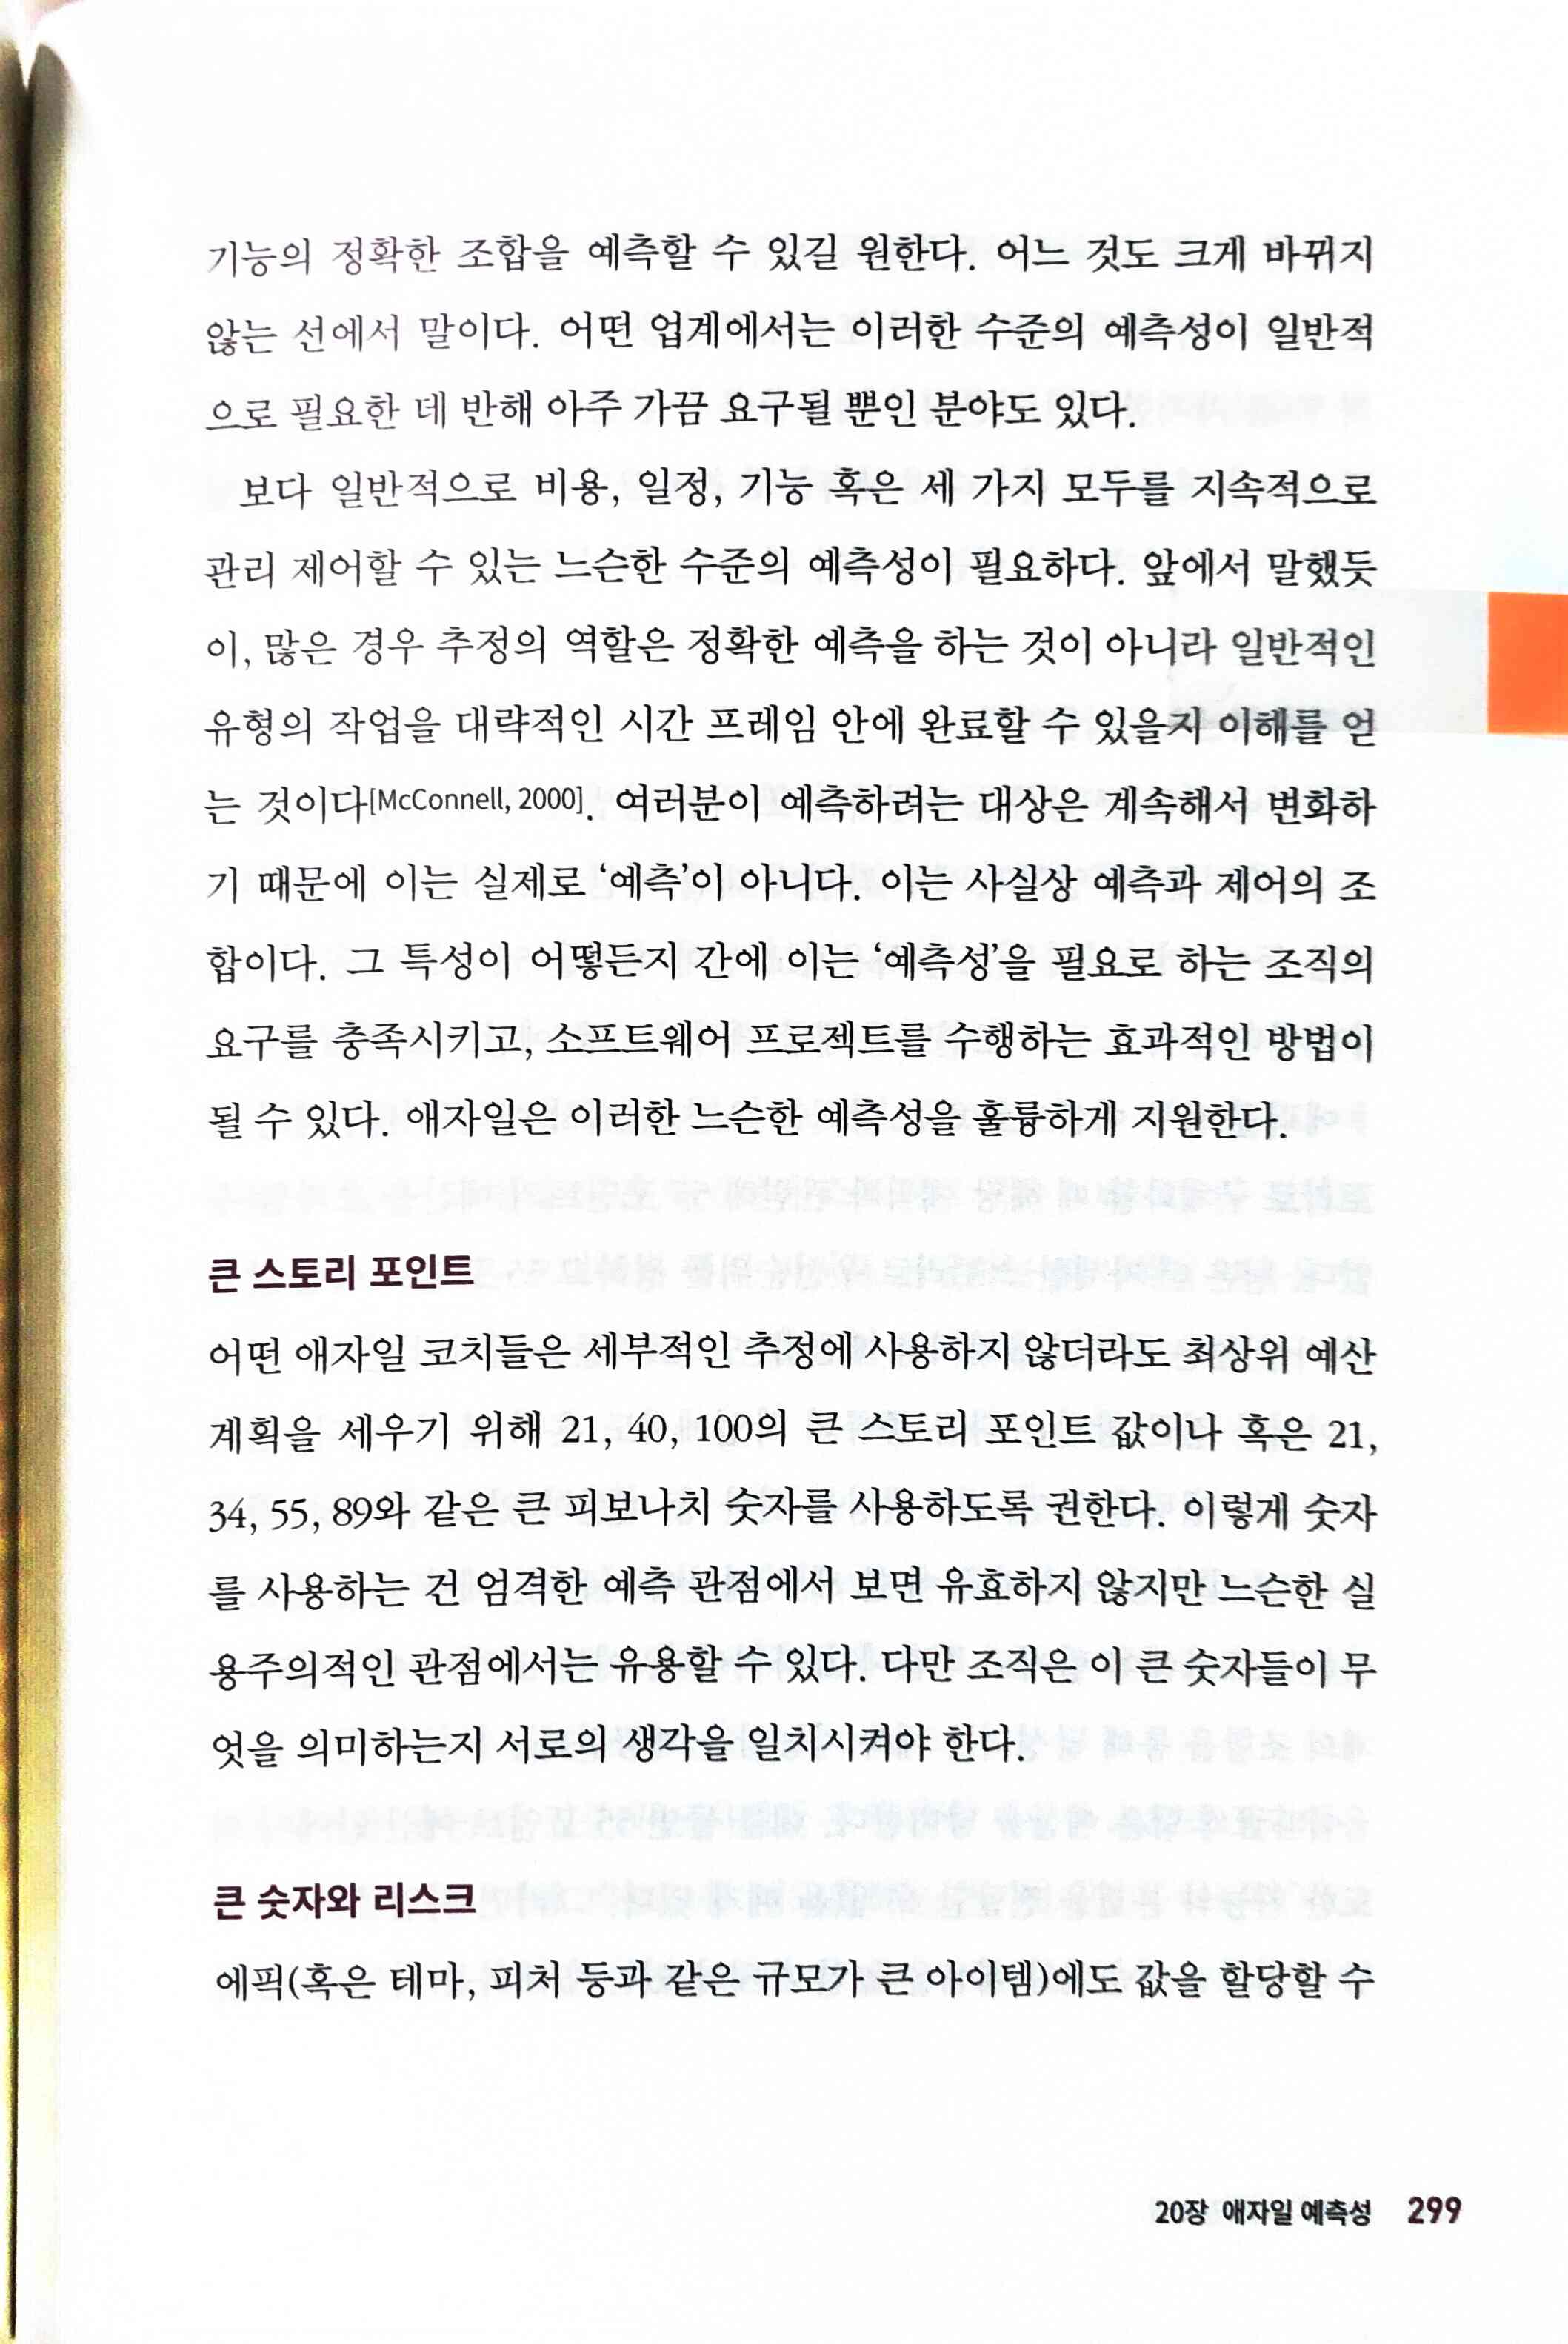 기능의 정확한 조합을 예측할 수 있길 원한다. 어느 것도 크게 바뀌지
않는 선에서 말이다. 어떤 업계에서는 이러한 수준의 예측성이 일반적
으로 필요한 데 반해 아주 가끔 요구될 뿐인 분야도 있다.
보다 일반적으로 비용, 일정, 기능 혹은 세 가지 모두를 지속적으로
관리 제어할 수 있는 느슨한 수준의 예측성이 필요하다. 앞에서 말했듯
이, 많은 경우 추정의 역할은 정확한 예측을 하는 것이 아니라 일반적인
유형의 작업을 대략적인 시간 프레임 안에 완료할 수 있을지 이해를 얻
는 것이다[McConnell, 2000]. 여러분이 예측하려는 대상은 계속해서 변화하
기 때문에 이는 실제로 ‘예측’이 아니다. 이는 사실상 예측과 제어의 조
합이다. 그 특성이 어떻든지 간에 이는 ‘예측성’을 필요로 하는 조직의
요구를 충족시키고, 소프트웨어 프로젝트를 수행하는 효과적인 방법이
될 수 있다. 애자일은 이러한 느슨한 예측성을 훌륭하게 지원한다.
큰 스토리 포인트
어떤 애자일 코치들은 세부적인 추정에 사용하지 않더라도 최상위 예산
계획을 세우기 위해 21, 40, 100의 큰 스토리 포인트 값이나 혹은 21,
34, 55, 89와 같은 큰 피보나치 숫자를 사용하도록 권한다. 이렇게 숫자
를 사용하는 건 엄격한 예측 관점에서 보면 유효하지 않지만 느슨한 실
용주의적인 관점에서는 유용할 수 있다. 다만 조직은 이 큰 숫자들이 무
엇을 의미하는지 서로의 생각을 일치시켜야 한다.
큰 숫자와 리스크
에픽(혹은 테마, 피처 등과 같은 규모가 큰 아이템)에도 값을 할당할 수
20장 애자일 예측성 299